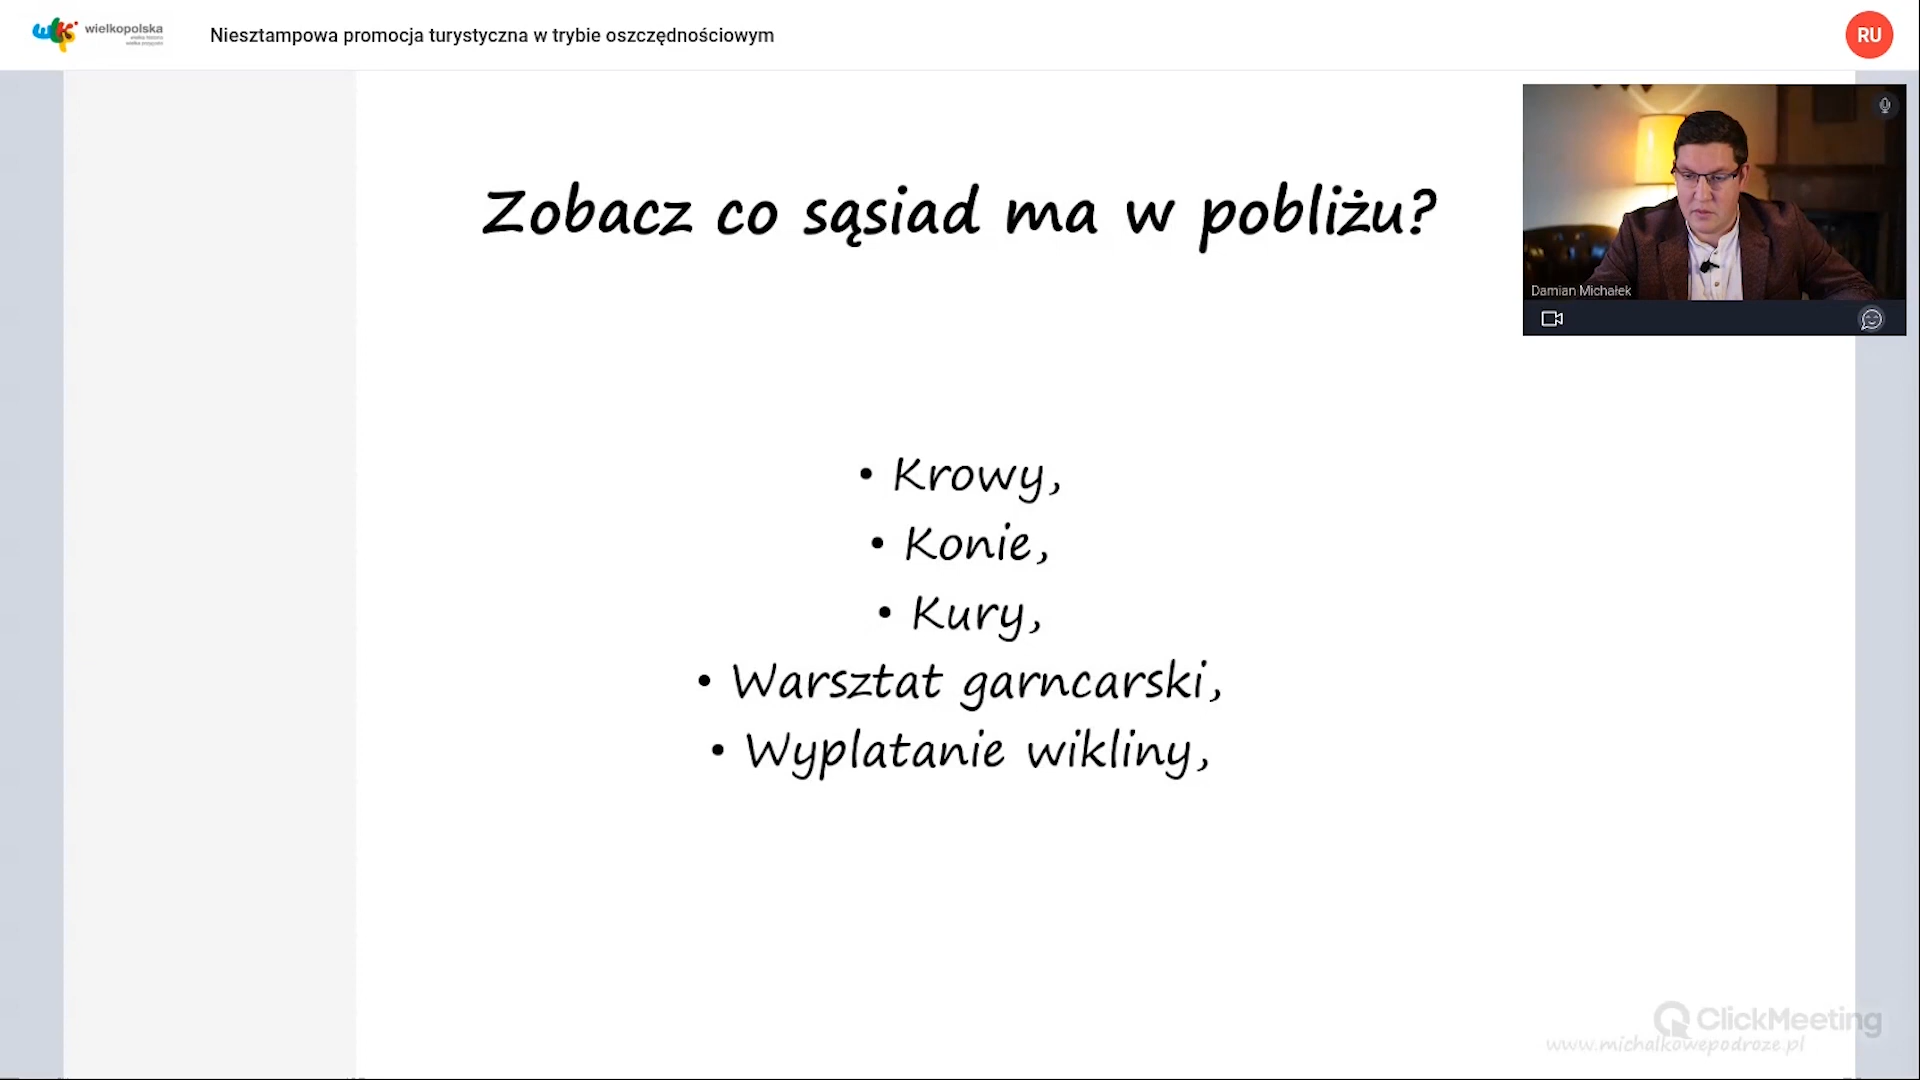 wielkopolska
Niesztampowa promocja turystyczna w trybie oszczędnościowym
RU
Zobacz co sąsiad ma w pobliżu?
Damian Michałek
• Krowy,
• Konie,
• Kury,
• Warsztat garncarski,
• Wyplatanie wikliny,
ClickMeeting
www.michalkowepodroze.pl